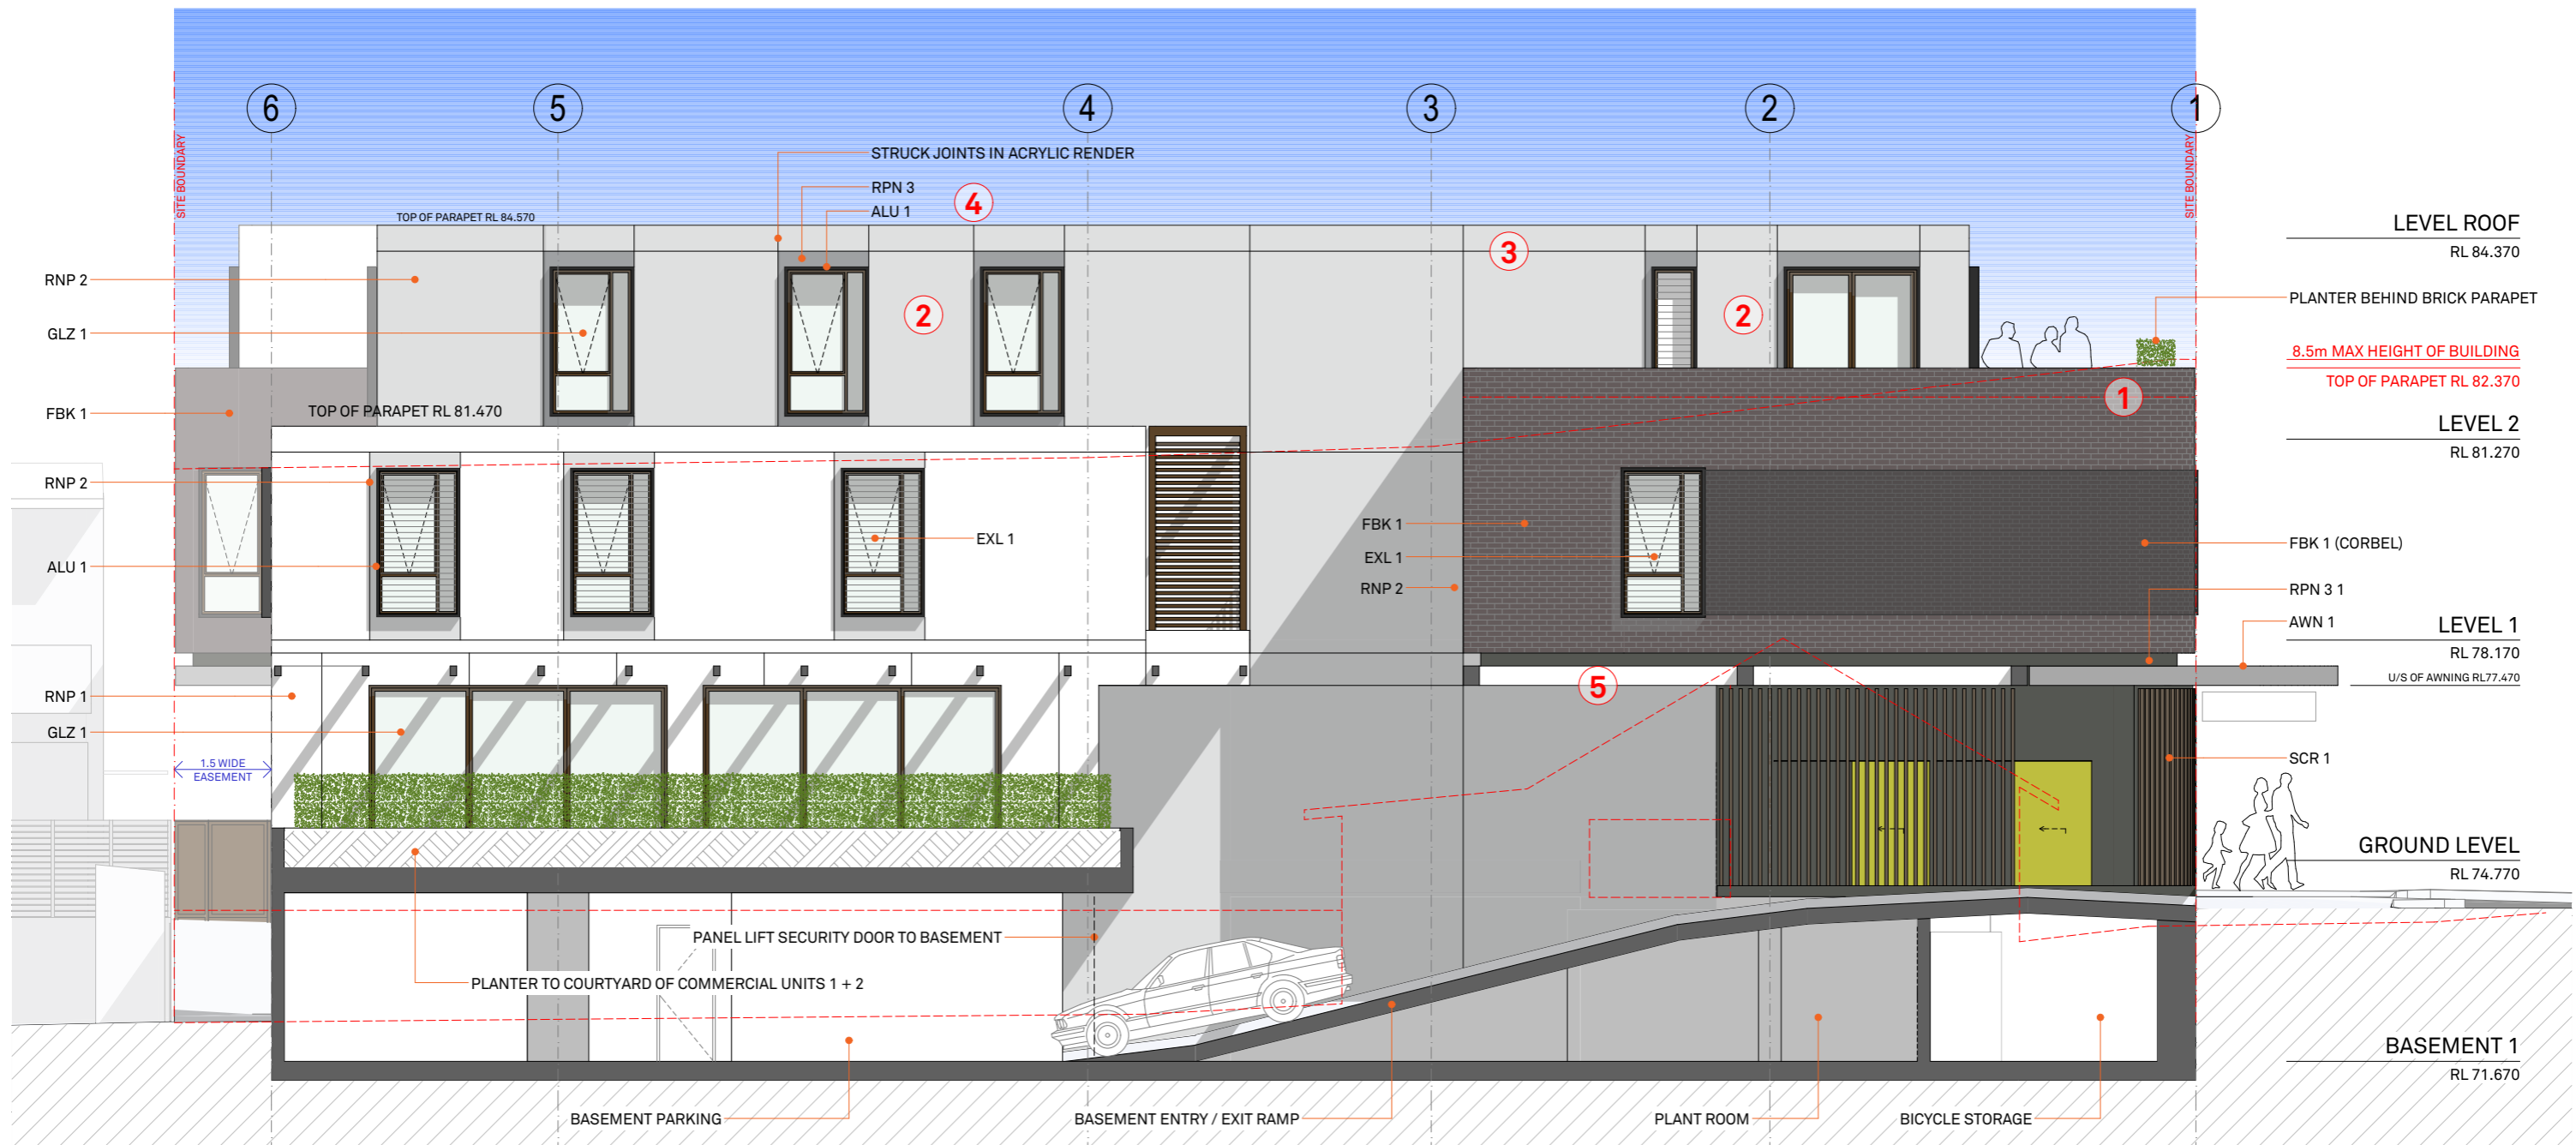 6
5
4
3
2
1
SITE BOUNDARY
SITE BOUNDARY
STRUCK JOINTS IN ACRYLIC RENDER
RPN 3
ALU 1
4
TOP OF PARAPET RL 84.570
LEVEL ROOF
RL 84.370
3
RNP 2
2
2
PLANTER BEHIND BRICK PARAPET
GLZ 1
8.5m MAX HEIGHT OF BUILDING
TOP OF PARAPET RL 82.370
1
FBK 1
TOP OF PARAPET RL 81.470
LEVEL 2
RL 81.270
RNP 2
FBK 1
EXL 1
EXL 1
FBK 1 (CORBEL)
ALU 1
RNP 2
RPN 3 1
AWN 1
LEVEL 1
RL 78.170
U/S OF AWNING RL77.470
5
RNP 1
GLZ 1
SCR 1
1.5 WIDE
EASEMENT
GROUND LEVEL
RL 74.770
PANEL LIFT SECURITY DOOR TO BASEMENT
PLANTER TO COURTYARD OF COMMERCIAL UNITS 1 + 2
BASEMENT 1
RL 71.670
BASEMENT PARKING
BASEMENT ENTRY / EXIT RAMP
PLANT ROOM
BICYCLE STORAGE